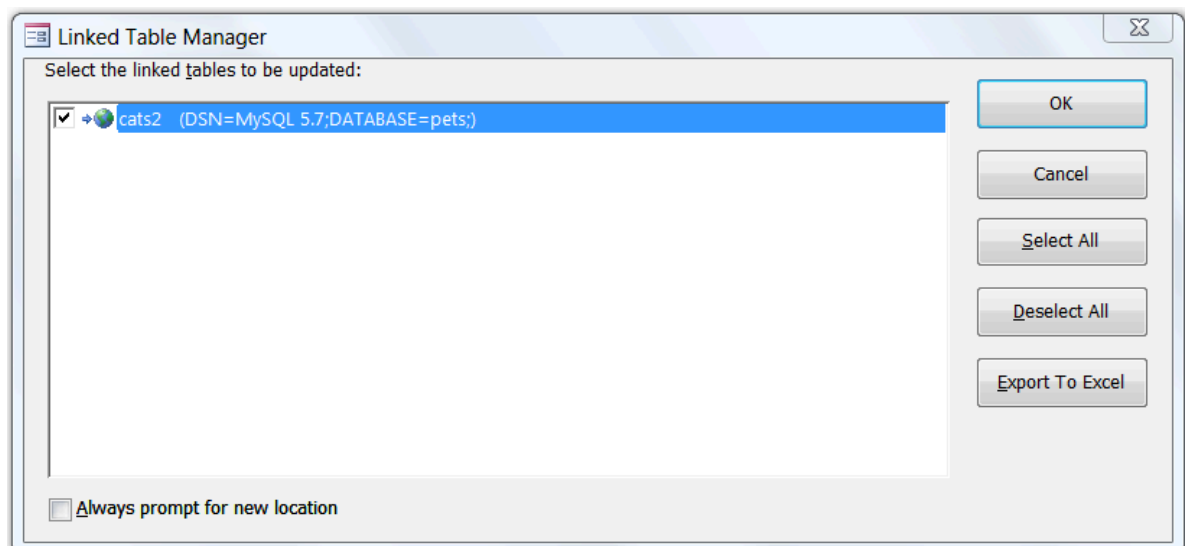 Linked Table Manager
Select the linked tables to be updated:
cats2 (DSN=MySQL 5.7;DATABASE=pets;)
OK
Cancel
Select All
Deselect All
Export To Excel
Always prompt for new location